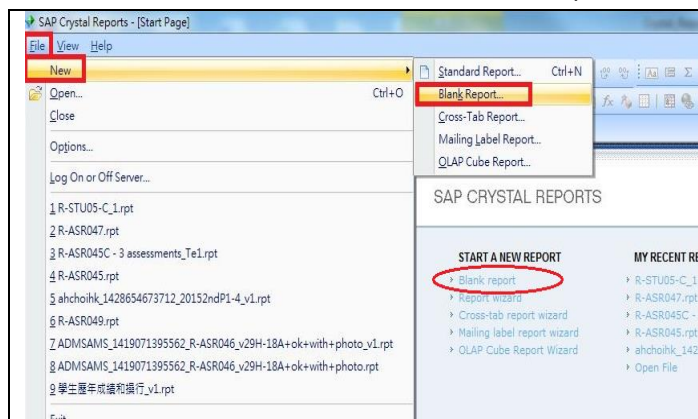 SAP Crystal Reports - [Start Page]
File View Help
New
Open... Ctrl+O
Close
Options...
Log On or Off Server...
1 R-STU05-C_1.rpt
2 R-ASR047.rpt
3 R-ASR045C - 3 assessments_Te1.rpt
4 R-ASR045.rpt
5 ahchoihk_1428654673712_20152ndP1-4_v1.rpt
6 R-ASR049.rpt
7 ADMSAMS_1419071395562_R-ASR046_v29H-18A+ok+with+photo_v1.rpt
8 ADMSAMS_1419071395562_R-ASR046_v29H-18A+ok+with+photo.rpt
9 學生歷年成績和操行_v1.rpt
Exit
Standard Report... Ctrl+N
Blank Report...
Cross-Tab Report...
Mailing Label Report...
OLAP Cube Report...
SAP CRYSTAL REPORTS
START A NEW REPORT
Blank report
Report wizard
Cross-tab report wizard
Mailing label report wizard
OLAP Cube Report Wizard
MY RECENT RE
R-STU05-C_1
R-ASR047.rpt
R-ASR045C -
R-ASR045.rpt
ahchoihk_142
Open File